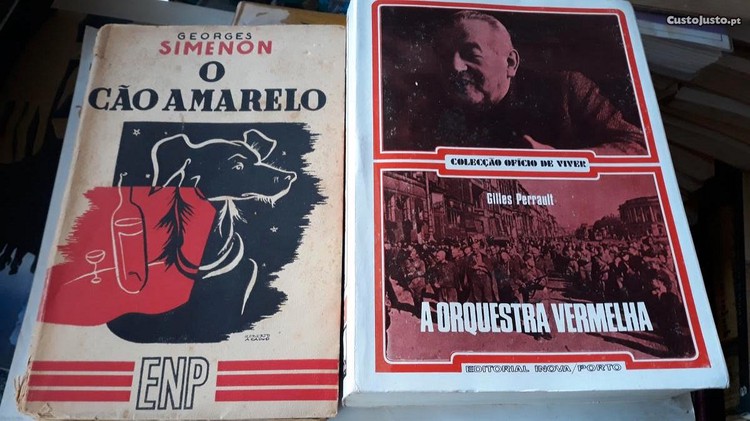 GEORGES
SIMENON
O
CÃO AMARELO
ENP
COLECÇÃO OFÍCIO DE VIVER
Gilles Perrault
A ORQUESTRA VERMELHA
EDITORIAL INOVA/PORTO
CustoJusto.pt